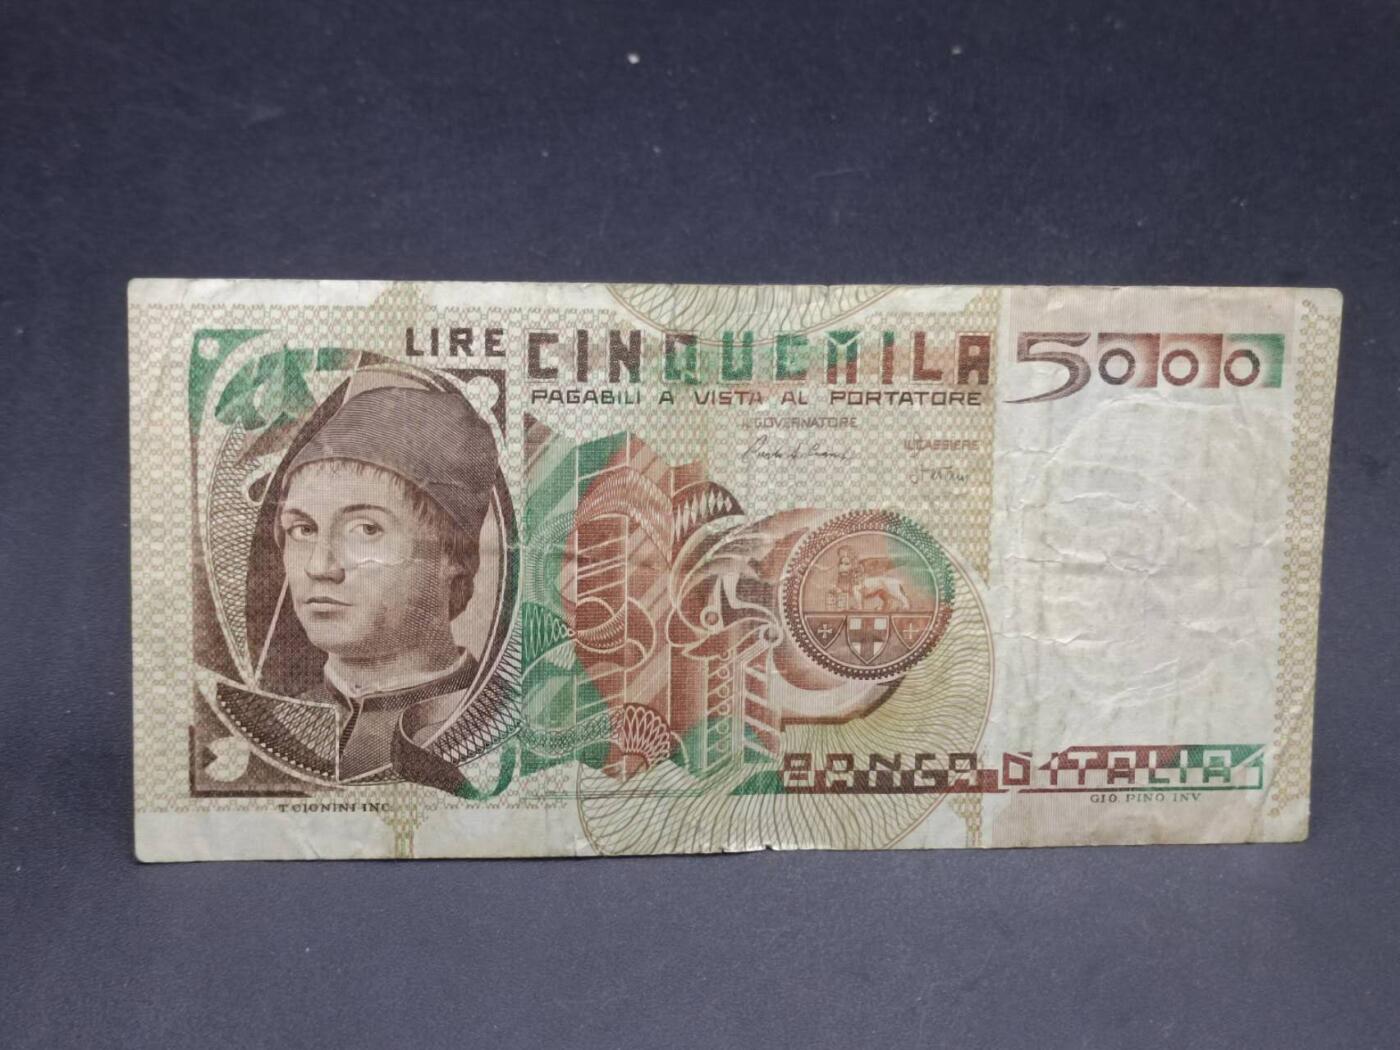 LIRE CINQUEMILA 5000
PAGABILI A VISTA AL PORTATORE
IL GOVERNATORE
IL CASSIERE
BANCA D'ITALIA
T. CIONINI INC.
GIO. PINO INV.